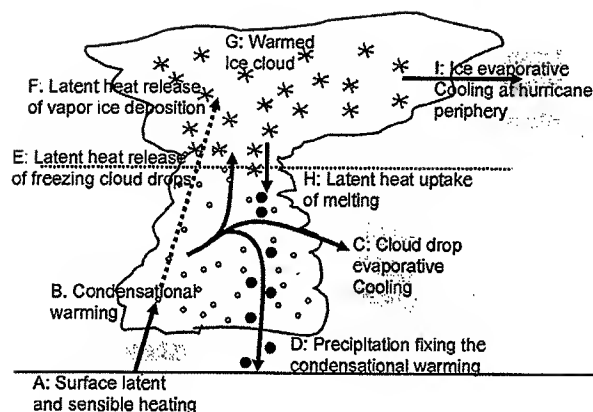 G: Warmed
Ice cloud
I: Ice evaporative
Cooling at hurricane
periphery
F: Latent heat release
of vapor ice deposition
E: Latent heat release
of freezing cloud drops
H: Latent heat uptake
of melting
C: Cloud drop
evaporative
Cooling
B. Condensational
warming
D: Precipitation fixing the
condensational warming
A: Surface latent
and sensible heating